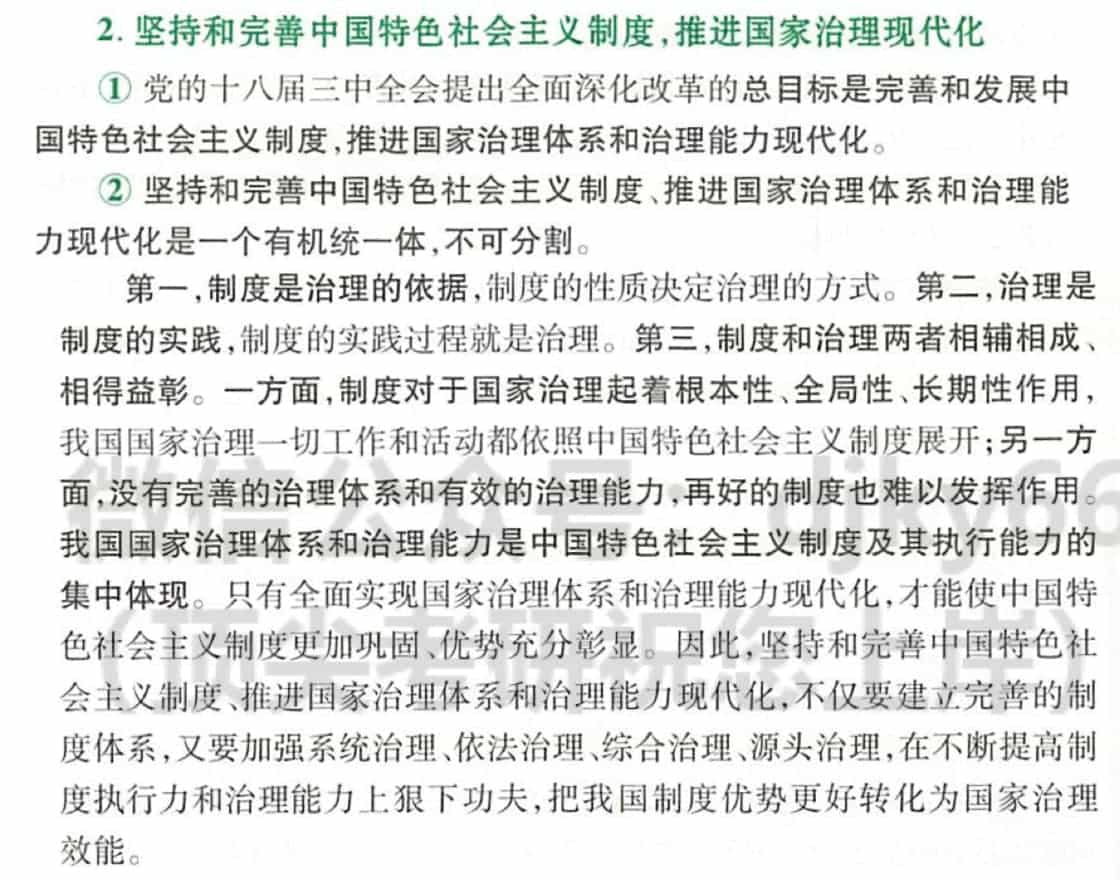 2. 坚持和完善中国特色社会主义制度,推进国家治理现代化
① 党的十八届三中全会提出全面深化改革的总目标是完善和发展中
国特色社会主义制度,推进国家治理体系和治理能力现代化。
② 坚持和完善中国特色社会主义制度、推进国家治理体系和治理能
力现代化是一个有机统一体,不可分割。
第一,制度是治理的依据,制度的性质决定治理的方式。第二,治理是
制度的实践,制度的实践过程就是治理。第三,制度和治理两者相辅相成、
相得益彰。一方面,制度对于国家治理起着根本性、全局性、长期性作用,
我国国家治理一切工作和活动都依照中国特色社会主义制度展开;另一方
面,没有完善的治理体系和有效的治理能力,再好的制度也难以发挥作用。
我国国家治理体系和治理能力是中国特色社会主义制度及其执行能力的
集中体现。只有全面实现国家治理体系和治理能力现代化,才能使中国特
色社会主义制度更加巩固、优势充分彰显。因此,坚持和完善中国特色社
会主义制度、推进国家治理体系和治理能力现代化,不仅要建立完善的制
度体系,又要加强系统治理、依法治理、综合治理、源头治理,在不断提高制
度执行力和治理能力上狠下功夫,把我国制度优势更好转化为国家治理
效能。
微信公众号:djky66
(顶尖考研祝您上岸)